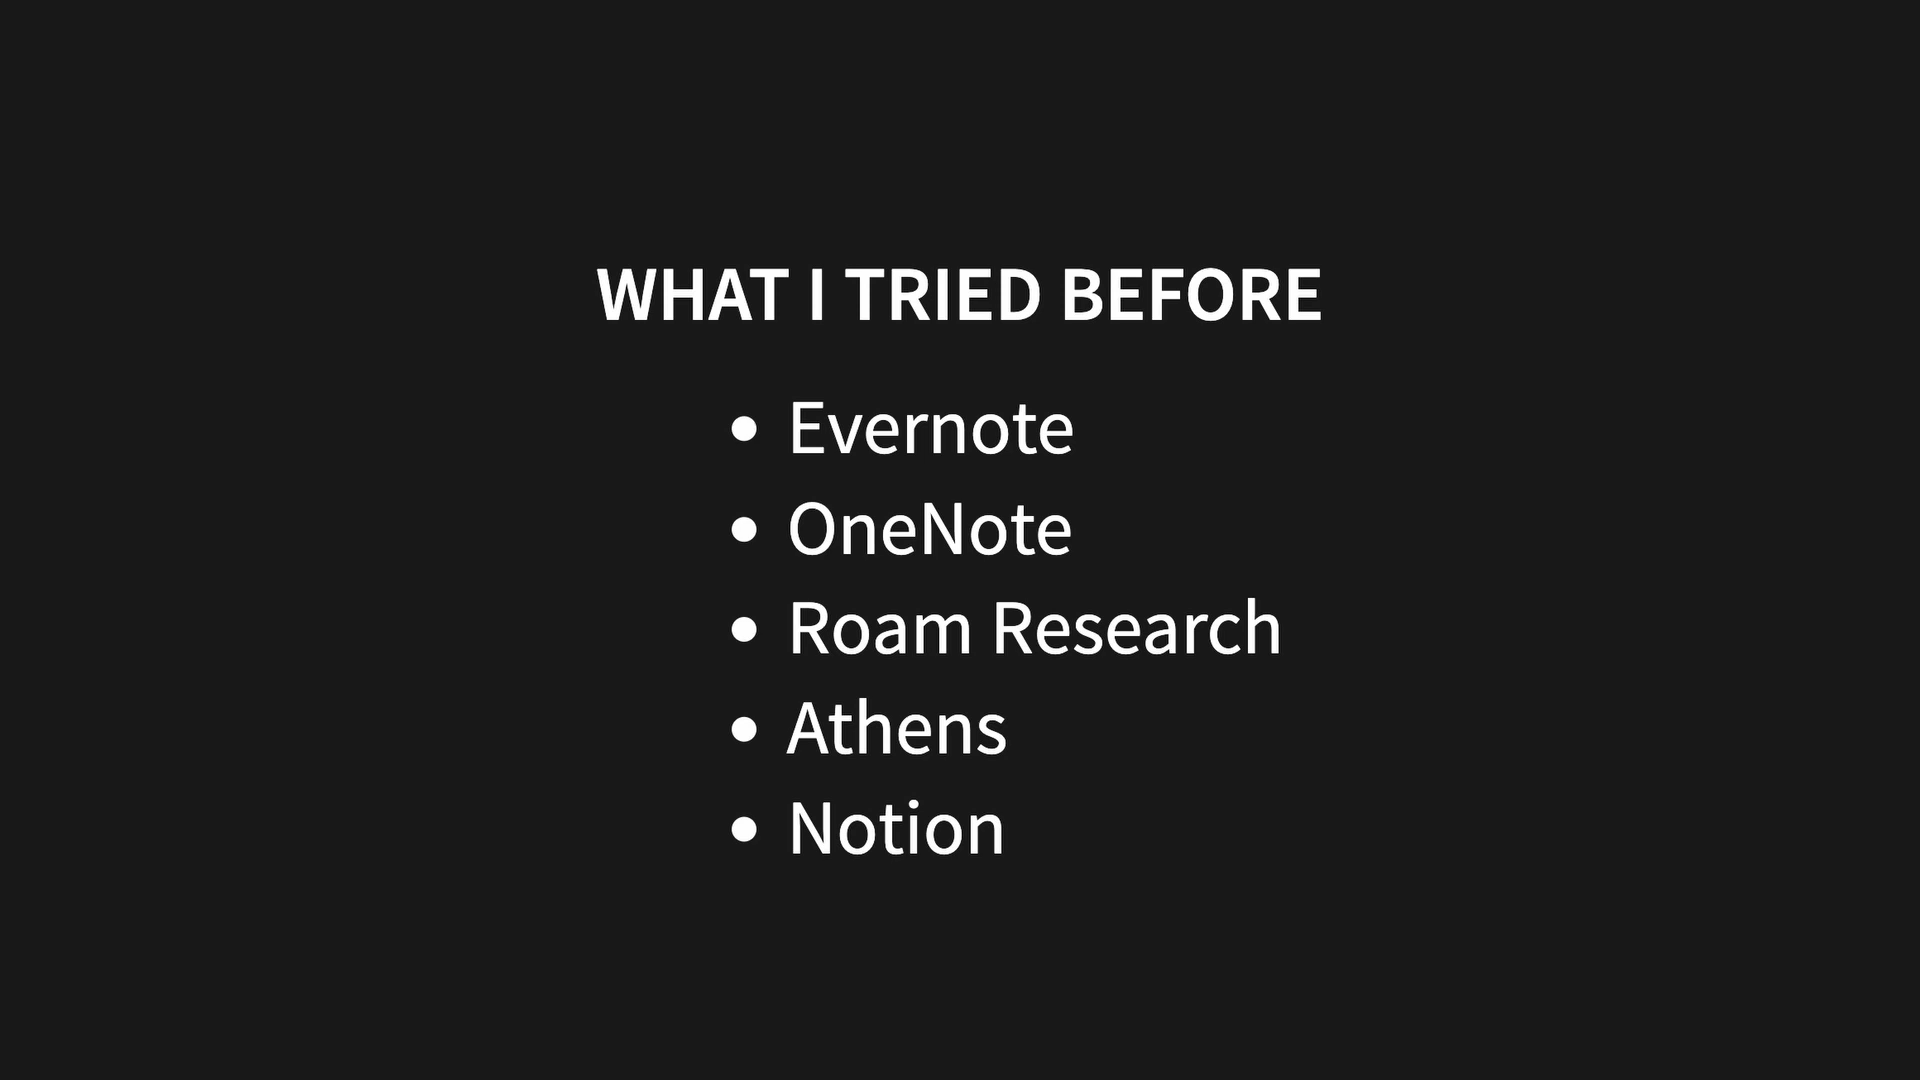 WHAT I TRIED BEFORE
• Evernote
• OneNote
• Roam Research
• Athens
• Notion